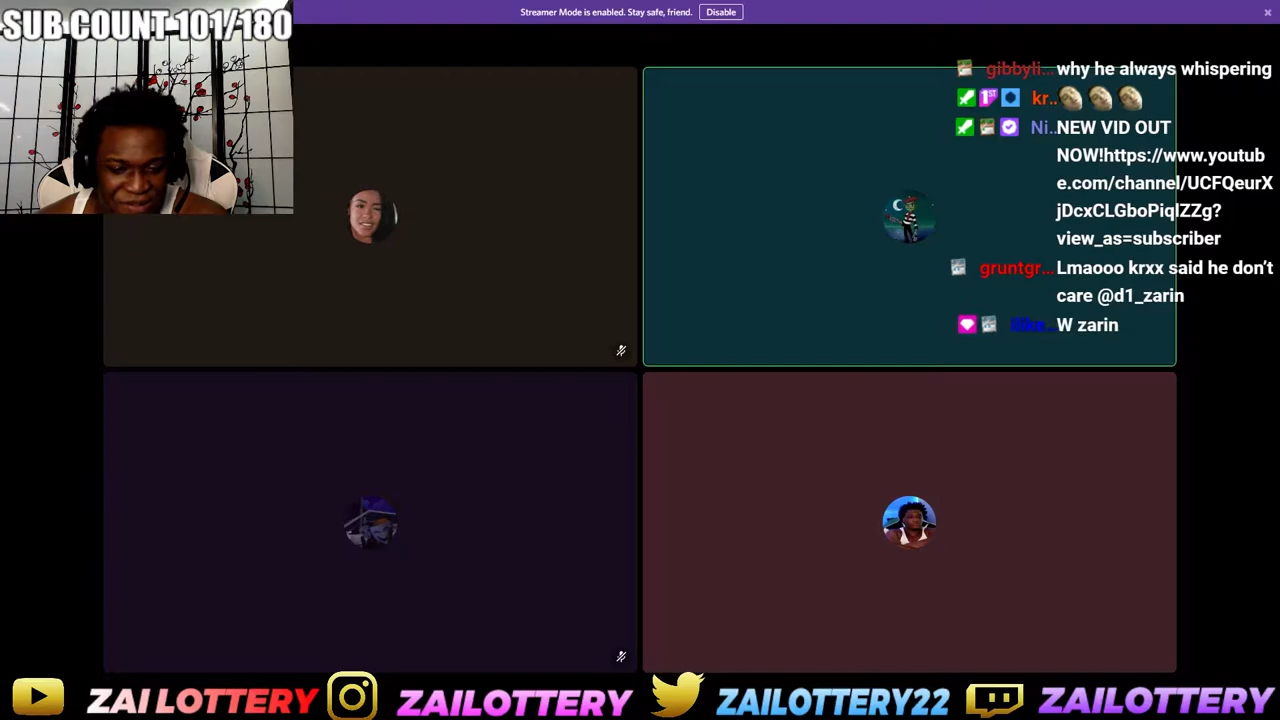 SUB COUNT 101/180
Streamer Mode is enabled. Stay safe, friend.
Disable
gibbyli... why he always whispering
1ST kr..
Ni.. NEW VID OUT
NOW!https://www.youtub
e.com/channel/UCFQeurX
jDcxCLGboPiqlZZg?
view_as=subscriber
gruntgr... Lmaooo krxx said he don't
care @d1_zarin
W zarin
ZAI LOTTERY
ZAILOTTERY
ZAILOTTERY22
ZAILOTTERY